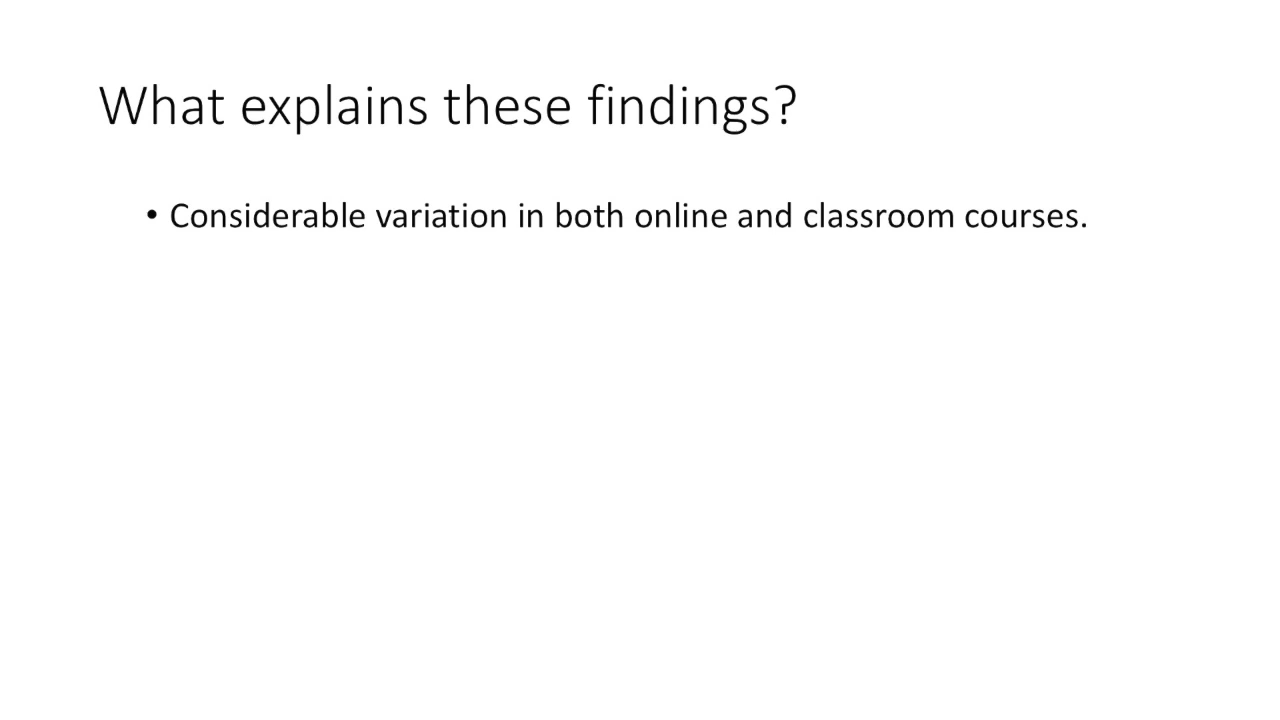 What explains these findings?
• Considerable variation in both online and classroom courses.